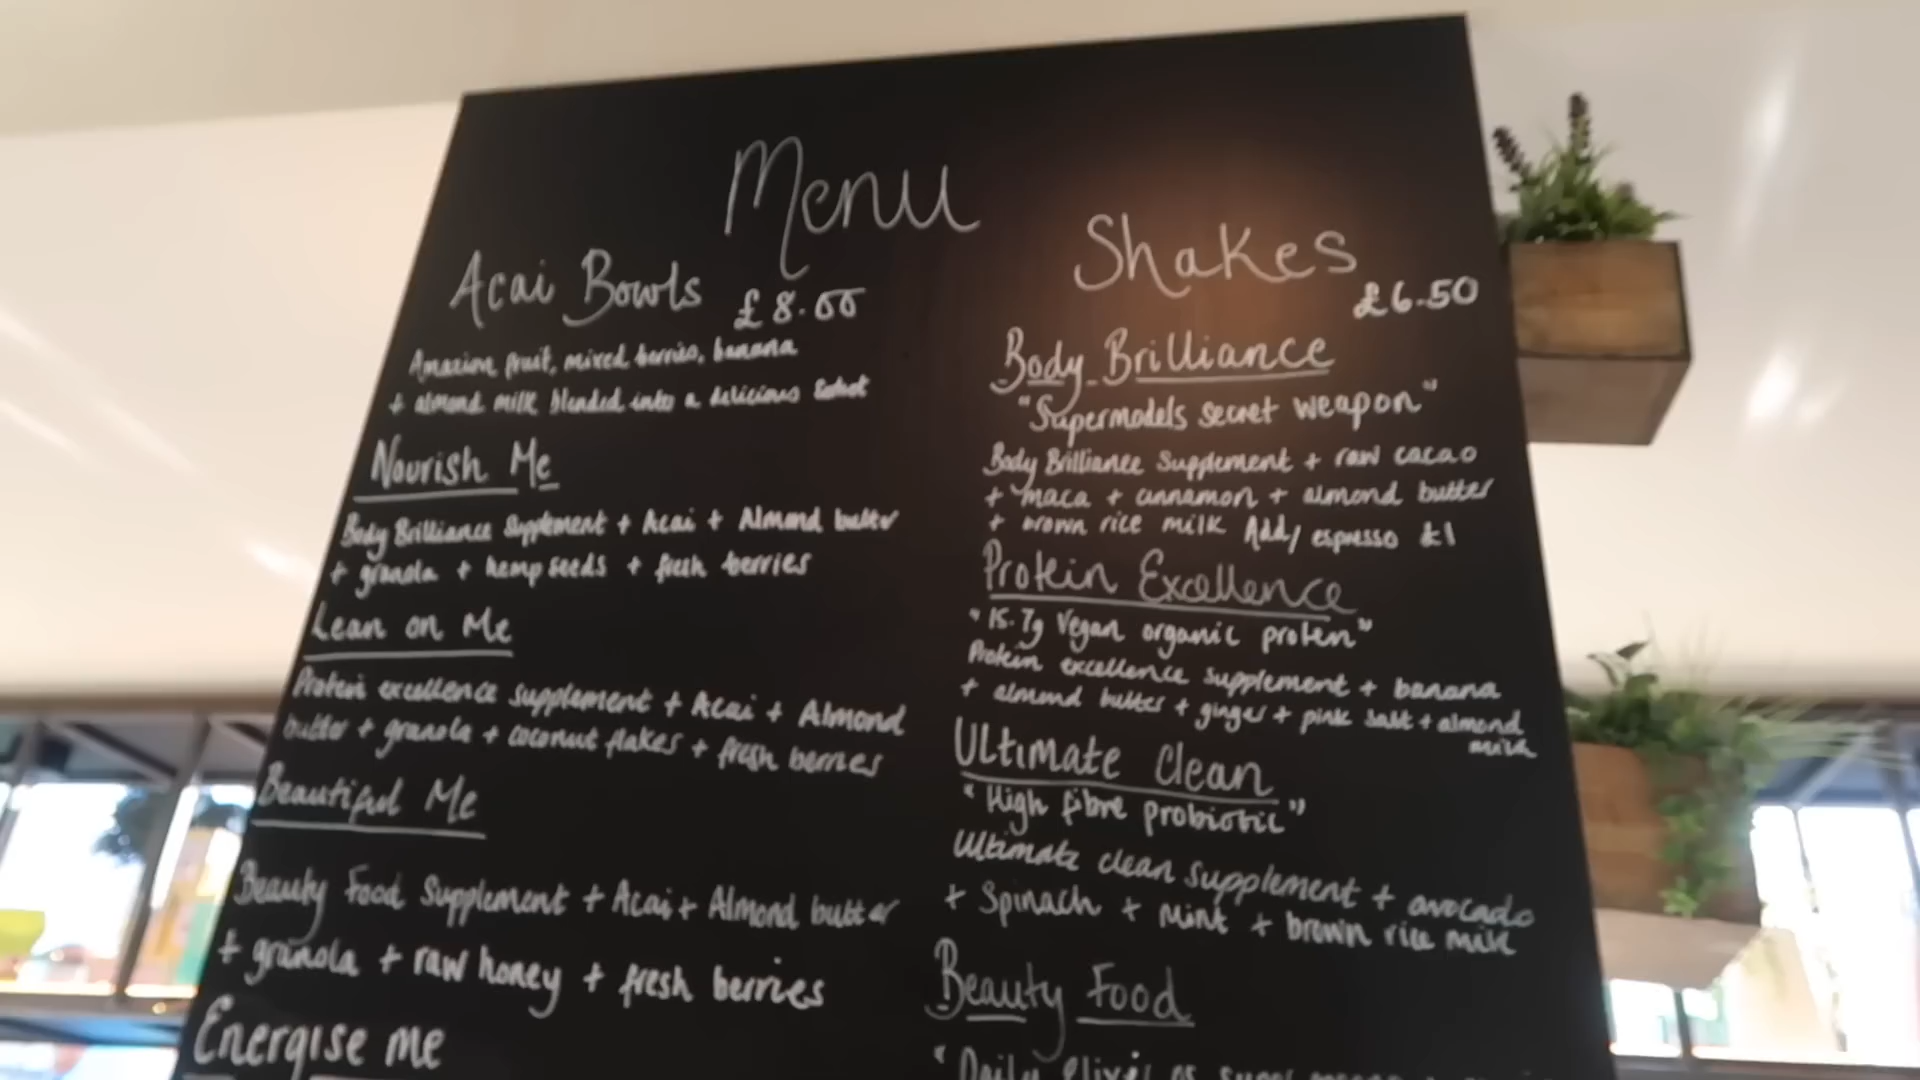 Menu
Acai Bowls £8.00
Amazion fruit, mixed berries, banana
+ almond milk blended into a delicious
Nourish Me
Body Brilliance Supplement + Acai + Almond butter
+ granola + hemp seeds + fresh berries
Lean on Me
Protein excellence supplement + Acai + Almond
butter + granola + coconut flakes + fresh berries
Beautiful Me
Beauty Food Supplement + Acai + Almond butter
+ granola + raw honey + fresh berries
Energise me
Shakes
£6.50
Body Brilliance
"Supermodels secret weapon"
Body Brilliance Supplement + raw cacao
+ maca + cinnamon + almond butter
+ brown rice milk Add/ espresso £1
Protein Excellence
"15.7g Vegan organic protein"
Protein excellence supplement + banana
+ almond butter + ginger + pink salt + almond
milk
Ultimate Clean
"High fibre probiotic"
Ultimate clean supplement + avocado
+ Spinach + Mint + brown rice milk
Beauty Food
"Daily elixir of